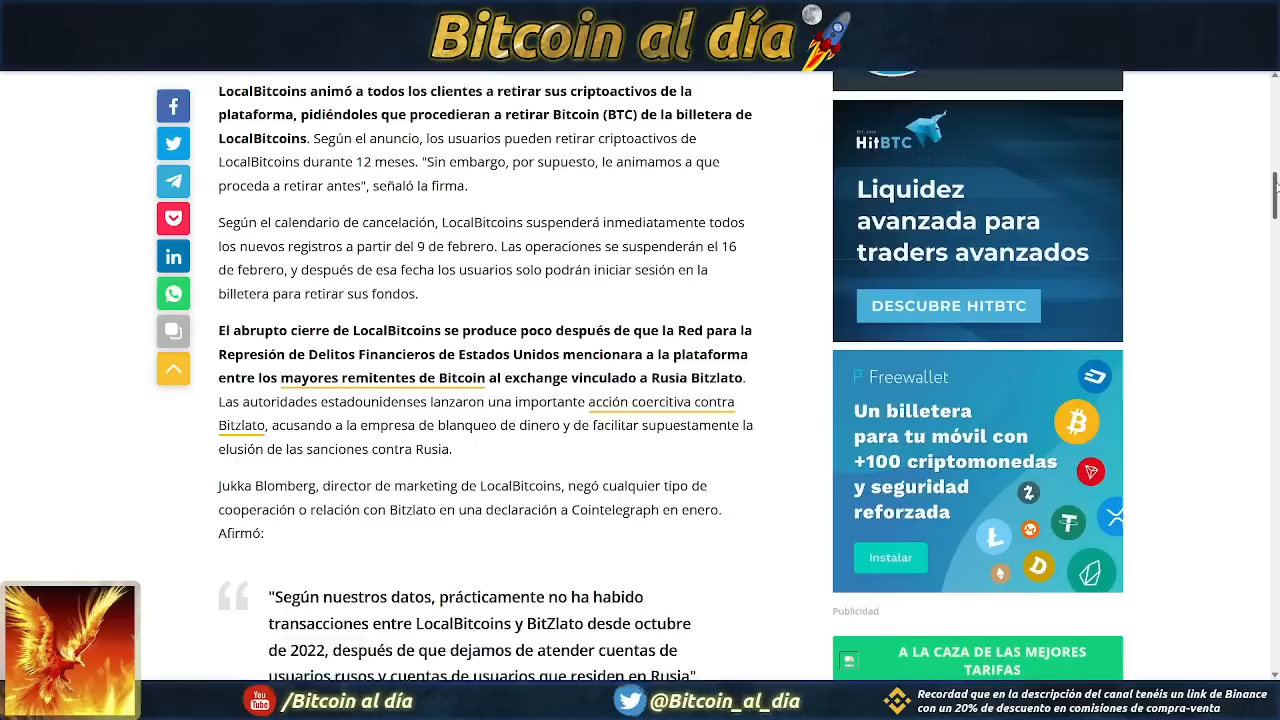 Bitcoin al día
LocalBitcoins animó a todos los clientes a retirar sus criptoactivos de la
plataforma, pidiéndoles que procedieran a retirar Bitcoin (BTC) de la billetera de
LocalBitcoins. Según el anuncio, los usuarios pueden retirar criptoactivos de
LocalBitcoins durante 12 meses. "Sin embargo, por supuesto, le animamos a que
proceda a retirar antes", señaló la firma.
Según el calendario de cancelación, LocalBitcoins suspenderá inmediatamente todos
los nuevos registros a partir del 9 de febrero. Las operaciones se suspenderán el 16
de febrero, y después de esa fecha los usuarios solo podrán iniciar sesión en la
billetera para retirar sus fondos.
El abrupto cierre de LocalBitcoins se produce poco después de que la Red para la
Represión de Delitos Financieros de Estados Unidos mencionara a la plataforma
entre los mayores remitentes de Bitcoin al exchange vinculado a Rusia Bitzlato.
Las autoridades estadounidenses lanzaron una importante acción coercitiva contra
Bitzlato, acusando a la empresa de blanqueo de dinero y de facilitar supuestamente la
elusión de las sanciones contra Rusia.
Jukka Blomberg, director de marketing de LocalBitcoins, negó cualquier tipo de
cooperación o relación con Bitzlato en una declaración a Cointelegraph en enero.
Afirmó:
"Según nuestros datos, prácticamente no ha habido
transacciones entre LocalBitcoins y BitZlato desde octubre
de 2022, después de que dejamos de atender cuentas de
usuarios rusos y cuentas de usuarios que residen en Rusia"
HitBTC
Liquidez
avanzada para
traders avanzados
DESCUBRE HITBTC
Freewallet
Un billetera
para tu móvil con
+100 criptomonedas
y seguridad
reforzada
Instalar
Publicidad
A LA CAZA DE LAS MEJORES
TARIFAS
You Tube /Bitcoin al día
@Bitcoin_al_dia
Recordad que en la descripción del canal tenéis un link de Binance
con un 20% de descuento en comisiones de compra-venta